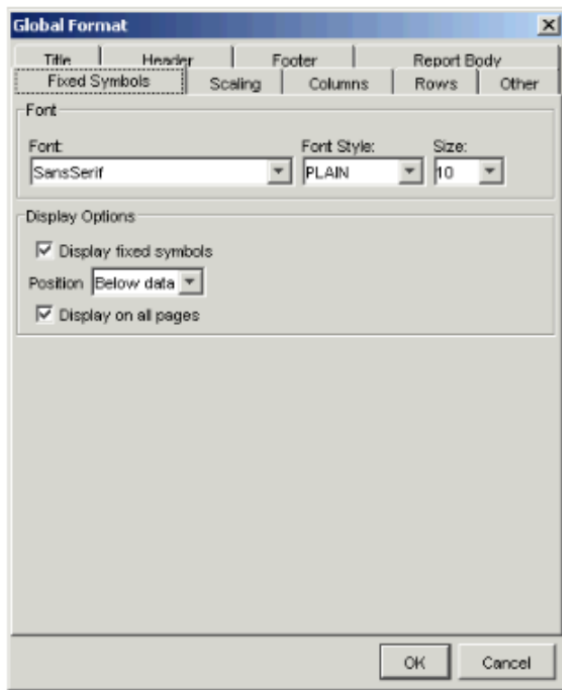 Global Format
Title Header Footer Report Body
Fixed Symbols Scaling Columns Rows Other
Font
Font: Font Style: Size:
SansSerif PLAIN 10
Display Options
Display fixed symbols
Position Below data
Display on all pages
OK Cancel